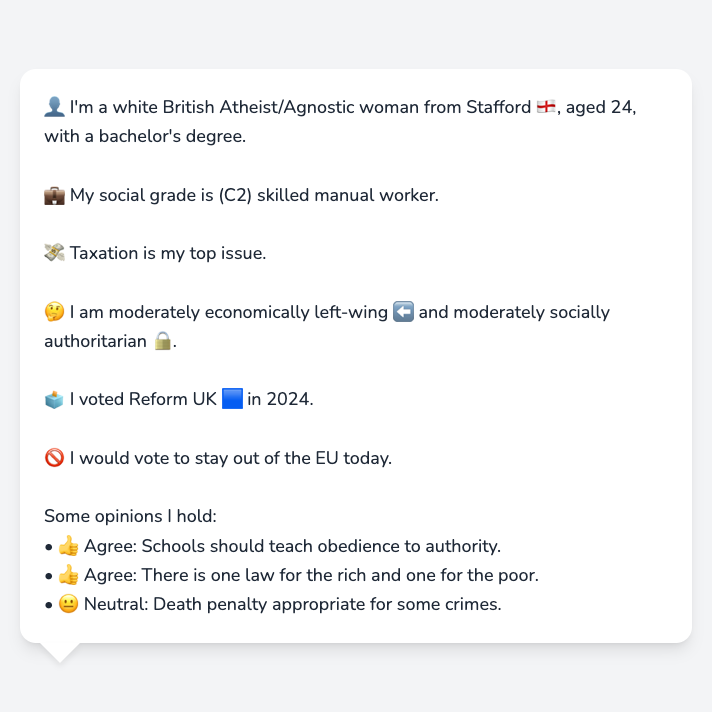 👤 I'm a white British Atheist/Agnostic woman from Stafford 🏴󠁧󠁢󠁥󠁮󠁧󠁿, aged 24,
with a bachelor's degree.
💼 My social grade is (C2) skilled manual worker.
💸 Taxation is my top issue.
🤔 I am moderately economically left-wing ⬅️ and moderately socially
authoritarian 🔒.
🗳️ I voted Reform UK 🟦 in 2024.
🚫 I would vote to stay out of the EU today.
Some opinions I hold:
• 👍 Agree: Schools should teach obedience to authority.
• 👍 Agree: There is one law for the rich and one for the poor.
• 😐 Neutral: Death penalty appropriate for some crimes.